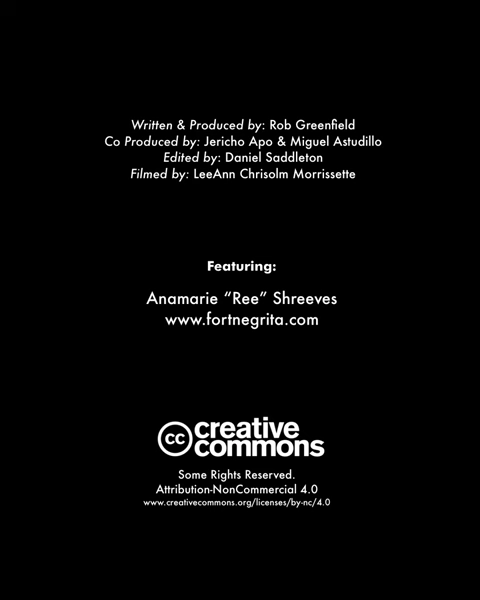 Written & Produced by: Rob Greenfield
Co Produced by: Jericho Apo & Miguel Astudillo
Edited by: Daniel Saddleton
Filmed by: LeeAnn Chrisolm Morrissette
Featuring:
Anamarie “Ree” Shreeves
www.fortnegrita.com
cc creative
commons
Some Rights Reserved.
Attribution-NonCommercial 4.0
www.creativecommons.org/licenses/by-nc/4.0